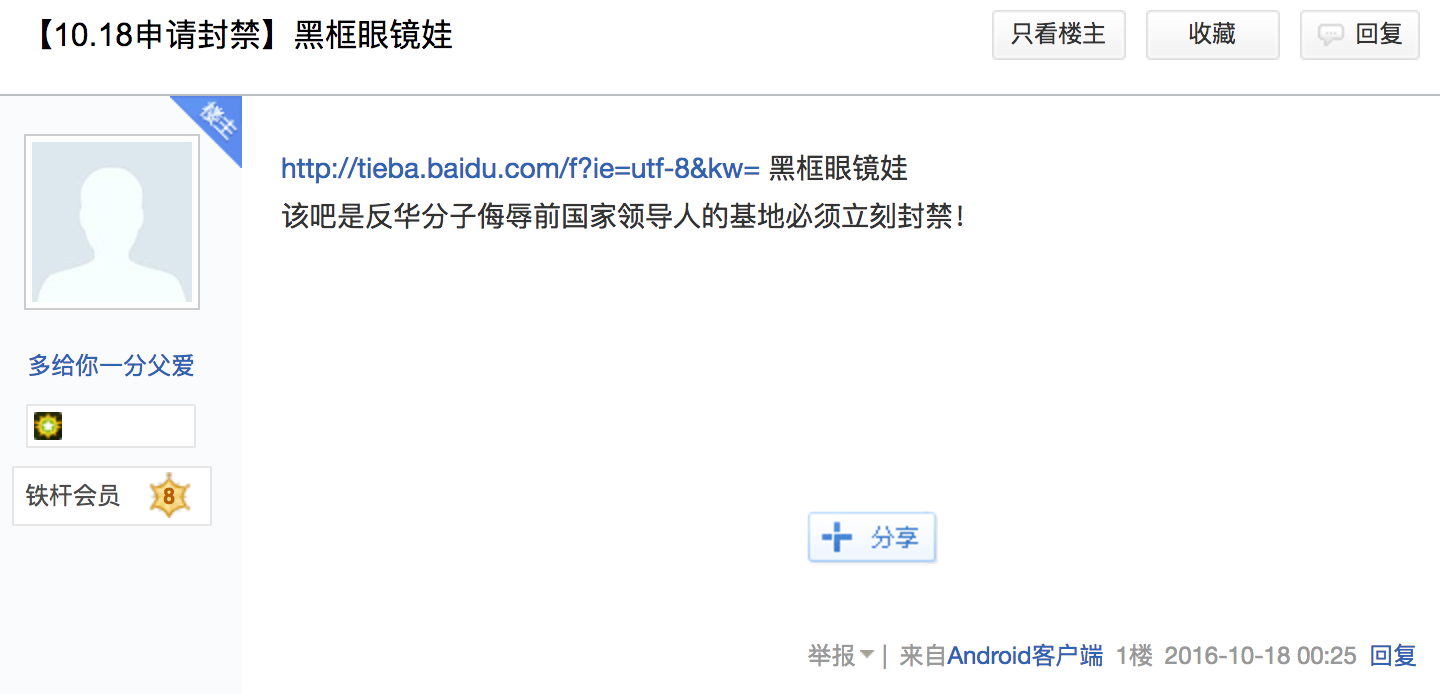 【10.18申请封禁】黑框眼镜娃
只看楼主
收藏
回复
楼主
http://tieba.baidu.com/f?ie=utf-8&kw= 黑框眼镜娃
该吧是反华分子侮辱前国家领导人的基地必须立刻封禁！
多给你一分父爱
铁杆会员 8
分享
举报 | 来自Android客户端 1楼 2016-10-18 00:25 回复